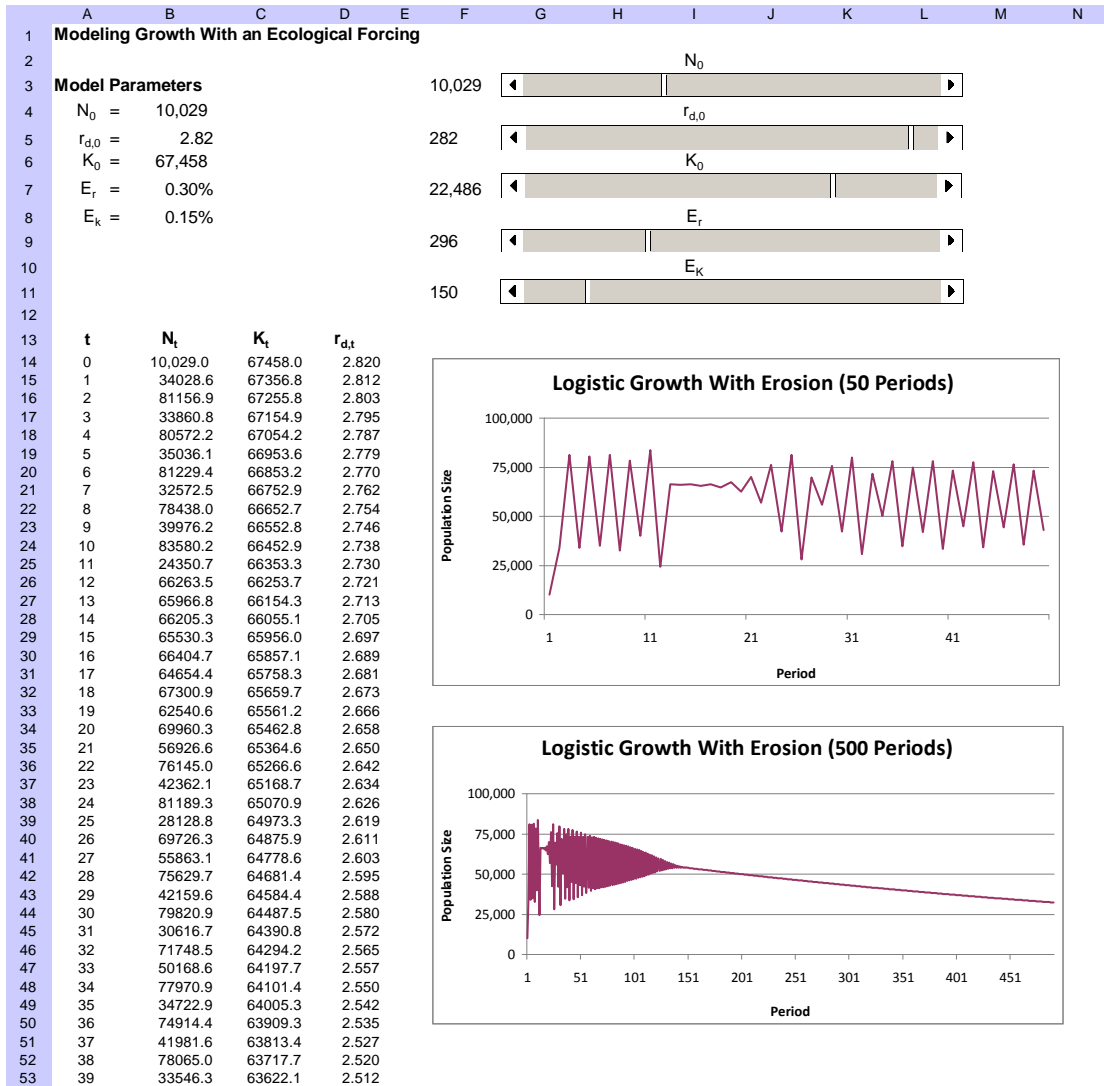 A B C D E F G H I J K L M N
1 Modeling Growth With an Ecological Forcing
2 N0
3 Model Parameters 10,029
4 N0 = 10,029 rd,0
5 rd,0 = 2.82 282
6 K0 = 67,458 K0
7 Er = 0.30% 22,486
8 Ek = 0.15% Er
9 296
10 EK
11 150
12
13 t Nt Kt rd,t
14 0 10,029.0 67458.0 2.820
15 1 34028.6 67356.8 2.812
16 2 81156.9 67255.8 2.803
17 3 33860.8 67154.9 2.795
18 4 80572.2 67054.2 2.787
19 5 35036.1 66953.6 2.779
20 6 81229.4 66853.2 2.770
21 7 32572.5 66752.9 2.762
22 8 78438.0 66652.7 2.754
23 9 39976.2 66552.8 2.746
24 10 83580.2 66452.9 2.738
25 11 24350.7 66353.3 2.730
26 12 66263.5 66253.7 2.721
27 13 65966.8 66154.3 2.713
28 14 66205.3 66055.1 2.705
29 15 65530.3 65956.0 2.697
30 16 66404.7 65857.1 2.689
31 17 64654.4 65758.3 2.681
32 18 67300.9 65659.7 2.673
33 19 62540.6 65561.2 2.666
34 20 69960.3 65462.8 2.658
35 21 56926.6 65364.6 2.650
36 22 76145.0 65266.6 2.642
37 23 42362.1 65168.7 2.634
38 24 81189.3 65070.9 2.626
39 25 28128.8 64973.3 2.619
40 26 69726.3 64875.9 2.611
41 27 55863.1 64778.6 2.603
42 28 75629.7 64681.4 2.595
43 29 42159.6 64584.4 2.588
44 30 79820.9 64487.5 2.580
45 31 30616.7 64390.8 2.572
46 32 71748.5 64294.2 2.565
47 33 50168.6 64197.7 2.557
48 34 77970.9 64101.4 2.550
49 35 34722.9 64005.3 2.542
50 36 74914.4 63909.3 2.535
51 37 41981.6 63813.4 2.527
52 38 78065.0 63717.7 2.520
53 39 33546.3 63622.1 2.512
Logistic Growth With Erosion (50 Periods)
100,000
75,000
50,000
25,000
0
Population Size
1 11 21 31 41
Period
Logistic Growth With Erosion (500 Periods)
100,000
75,000
50,000
25,000
0
Population Size
1 51 101 151 201 251 301 351 401 451
Period